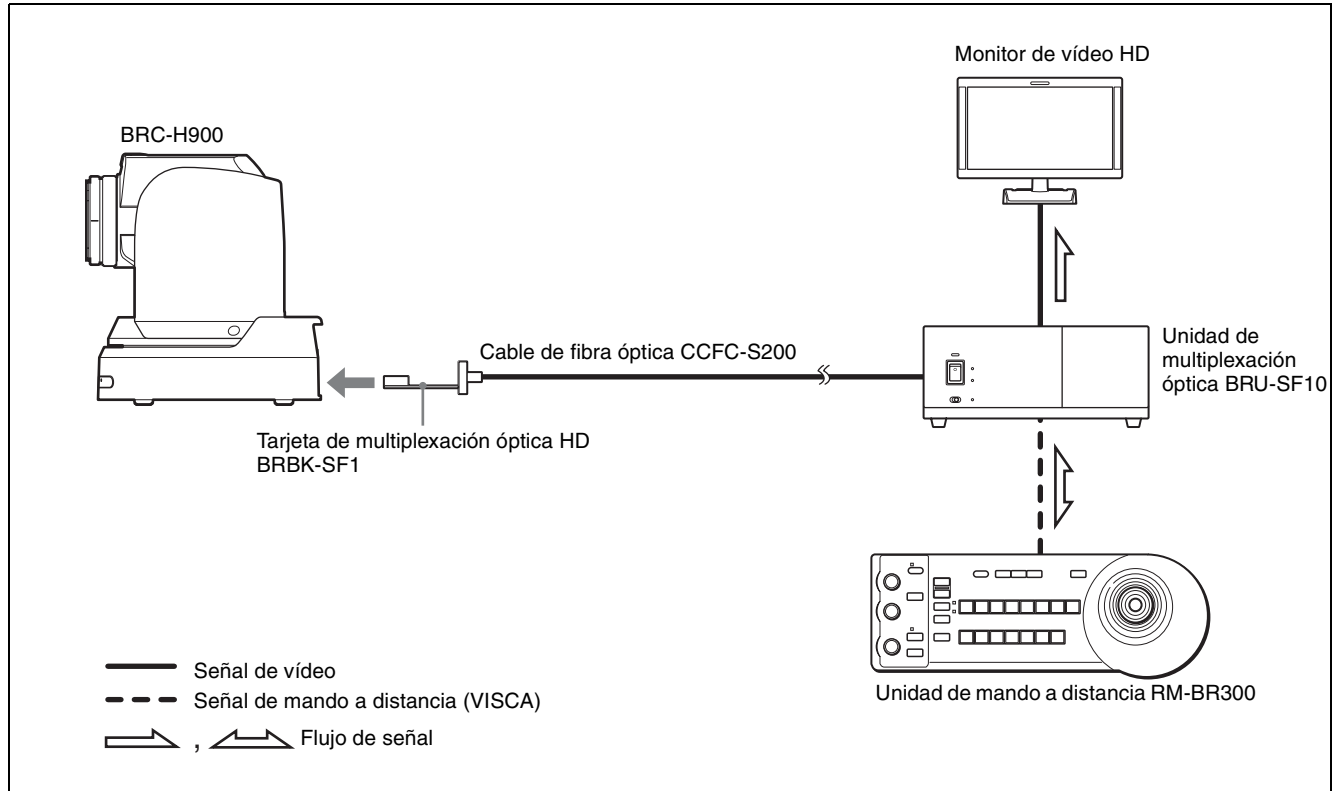 Monitor de vídeo HD
BRC-H900
Cable de fibra óptica CCFC-S200
Unidad de
multiplexación
óptica BRU-SF10
Tarjeta de multiplexación óptica HD
BRBK-SF1
Unidad de mando a distancia RM-BR300
Señal de vídeo
Señal de mando a distancia (VISCA)
, Flujo de señal